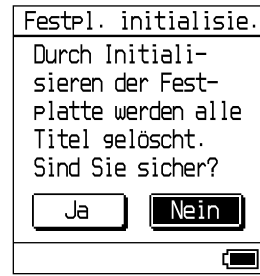 Festpl. initialisie.
Durch Initiali-
sieren der Fest-
platte werden alle
Titel gelöscht.
Sind Sie sicher?
Ja Nein